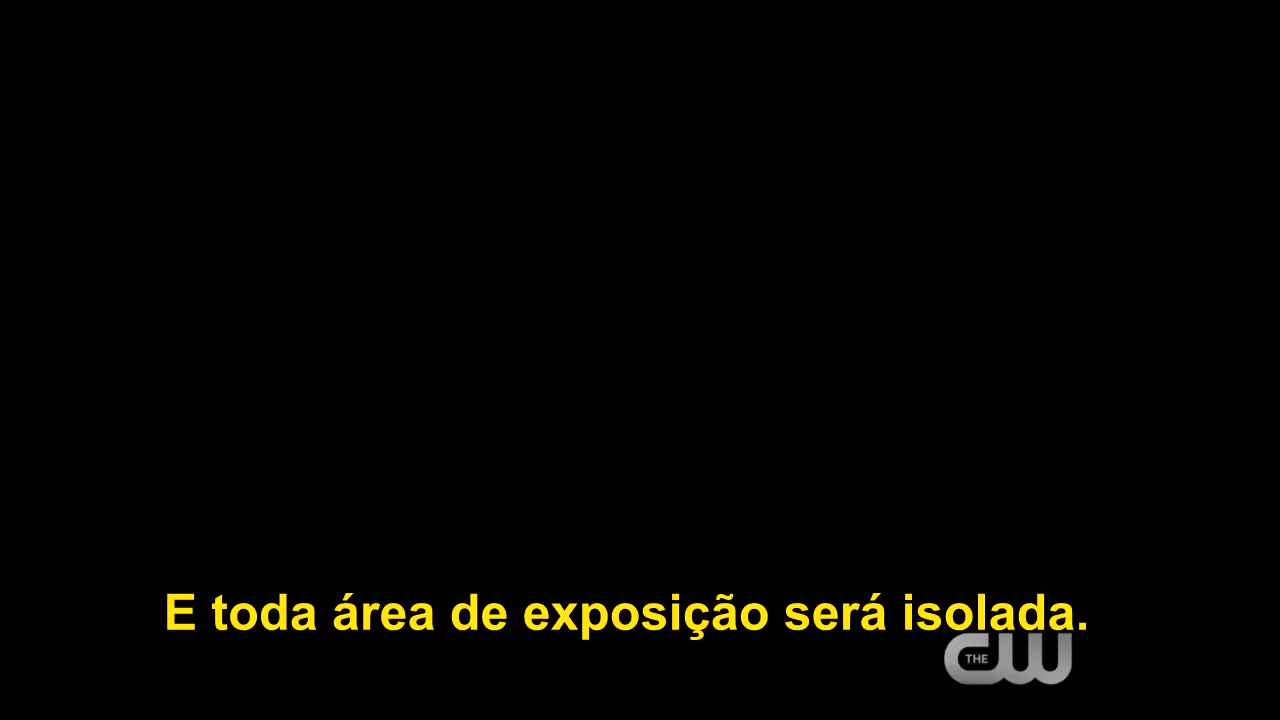 E toda área de exposição será isolada.
THE CW